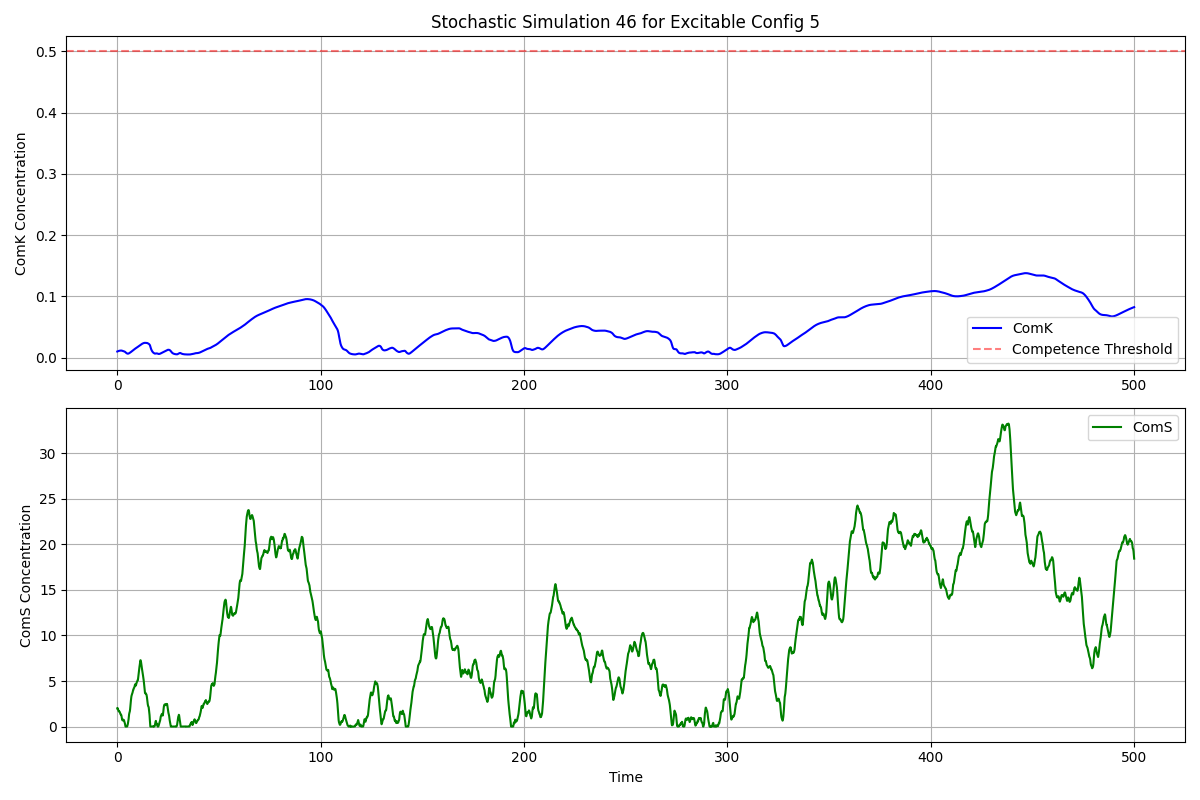 Stochastic Simulation 46 for Excitable Config 5
ComK Concentration
0.5
0.4
0.3
0.2
0.1
0.0
0 100 200 300 400 500
ComK
Competence Threshold
ComS Concentration
30
25
20
15
10
5
0
ComS
0 100 200 300 400 500
Time